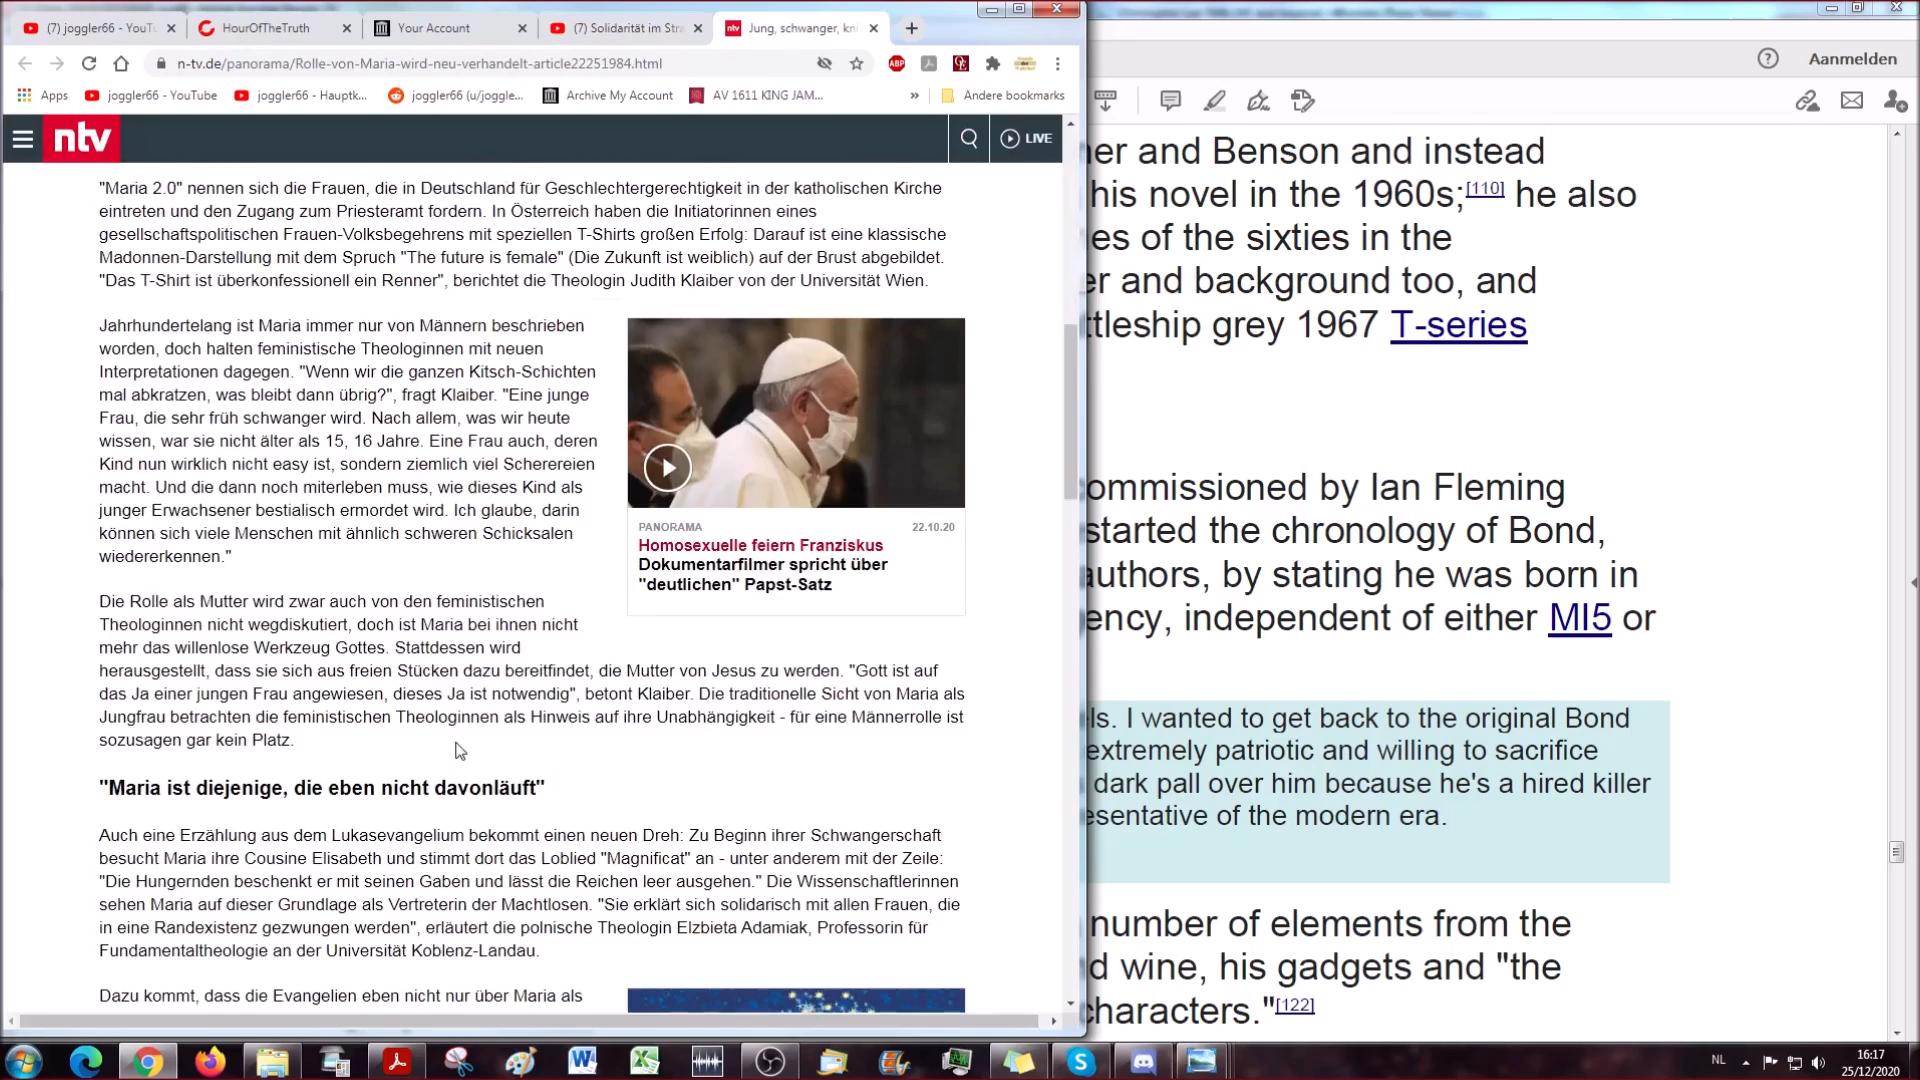 (7) joggler66 - YouTu
HourOfTheTruth
Your Account
(7) Solidarität im Stra
Jung, schwanger, kni
n-tv.de/panorama/Rolle-von-Maria-wird-neu-verhandelt-article22251984.html
ABP
Apps
joggler66 - YouTube
joggler66 - Hauptk...
joggler66 (u/joggle...
Archive My Account
AV 1611 KING JAM...
»
Andere bookmarks
ntv
LIVE
"Maria 2.0" nennen sich die Frauen, die in Deutschland für Geschlechtergerechtigkeit in der katholischen Kirche
eintreten und den Zugang zum Priesteramt fordern. In Österreich haben die Initiatorinnen eines
gesellschaftspolitischen Frauen-Volksbegehrens mit speziellen T-Shirts großen Erfolg: Darauf ist eine klassische
Madonnen-Darstellung mit dem Spruch "The future is female" (Die Zukunft ist weiblich) auf der Brust abgebildet.
"Das T-Shirt ist überkonfessionell ein Renner", berichtet die Theologin Judith Klaiber von der Universität Wien.
Jahrhundertelang ist Maria immer nur von Männern beschrieben
worden, doch halten feministische Theologinnen mit neuen
Interpretationen dagegen. "Wenn wir die ganzen Kitsch-Schichten
mal abkratzen, was bleibt dann übrig?", fragt Klaiber. "Eine junge
Frau, die sehr früh schwanger wird. Nach allem, was wir heute
wissen, war sie nicht älter als 15, 16 Jahre. Eine Frau auch, deren
Kind nun wirklich nicht easy ist, sondern ziemlich viel Scherereien
macht. Und die dann noch miterleben muss, wie dieses Kind als
junger Erwachsener bestialisch ermordet wird. Ich glaube, darin
können sich viele Menschen mit ähnlich schweren Schicksalen
wiedererkennen."
PANORAMA
22.10.20
Homosexuelle feiern Franziskus
Dokumentarfilmer spricht über
"deutlichen" Papst-Satz
Die Rolle als Mutter wird zwar auch von den feministischen
Theologinnen nicht wegdiskutiert, doch ist Maria bei ihnen nicht
mehr das willenlose Werkzeug Gottes. Stattdessen wird
herausgestellt, dass sie sich aus freien Stücken dazu bereitfindet, die Mutter von Jesus zu werden. "Gott ist auf
das Ja einer jungen Frau angewiesen, dieses Ja ist notwendig", betont Klaiber. Die traditionelle Sicht von Maria als
Jungfrau betrachten die feministischen Theologinnen als Hinweis auf ihre Unabhängigkeit - für eine Männerrolle ist
sozusagen gar kein Platz.
"Maria ist diejenige, die eben nicht davonläuft"
Auch eine Erzählung aus dem Lukasevangelium bekommt einen neuen Dreh: Zu Beginn ihrer Schwangerschaft
besucht Maria ihre Cousine Elisabeth und stimmt dort das Loblied "Magnificat" an - unter anderem mit der Zeile:
"Die Hungernden beschenkt er mit seinen Gaben und lässt die Reichen leer ausgehen." Die Wissenschaftlerinnen
sehen Maria auf dieser Grundlage als Vertreterin der Machtlosen. "Sie erklärt sich solidarisch mit allen Frauen, die
in eine Randexistenz gezwungen werden", erläutert die polnische Theologin Elzbieta Adamiak, Professorin für
Fundamentaltheologie an der Universität Koblenz-Landau.
Dazu kommt, dass die Evangelien eben nicht nur über Maria als
Anmelden
ner and Benson and instead
his novel in the 1960s;[110] he also
es of the sixties in the
er and background too, and
ttleship grey 1967 T-series
ommissioned by Ian Fleming
started the chronology of Bond,
authors, by stating he was born in
ency, independent of either MI5 or
ls. I wanted to get back to the original Bond
extremely patriotic and willing to sacrifice
dark pall over him because he's a hired killer
esentative of the modern era.
number of elements from the
d wine, his gadgets and "the
characters."[122]
NL
16:17
25/12/2020